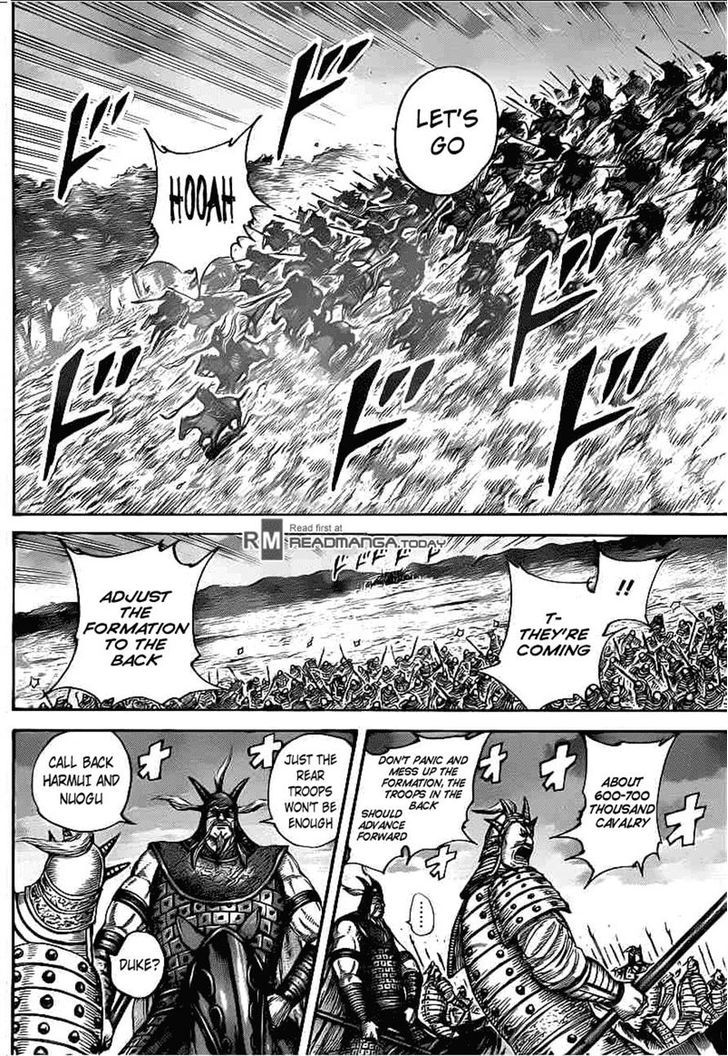 LET'S
GO
ド
ド
HOOAH
ド
ド
ド
ド
RM
Read first at
READMANGA.TODAY
ドドドド
!!
T-
THEY'RE
COMING
ADJUST
THE
FORMATION
TO THE
BACK
ABOUT
600-700
THOUSAND
CAVALRY
オオ
DON'T PANIC AND
MESS UP THE
FORMATION, THE
TROOPS IN THE
BACK
SHOULD
ADVANCE
FORWARD
オオ
......
JUST THE
REAR
TROOPS
WON'T BE
ENOUGH
オオ
CALL BACK
HARMUI AND
NUOGU
DUKE?